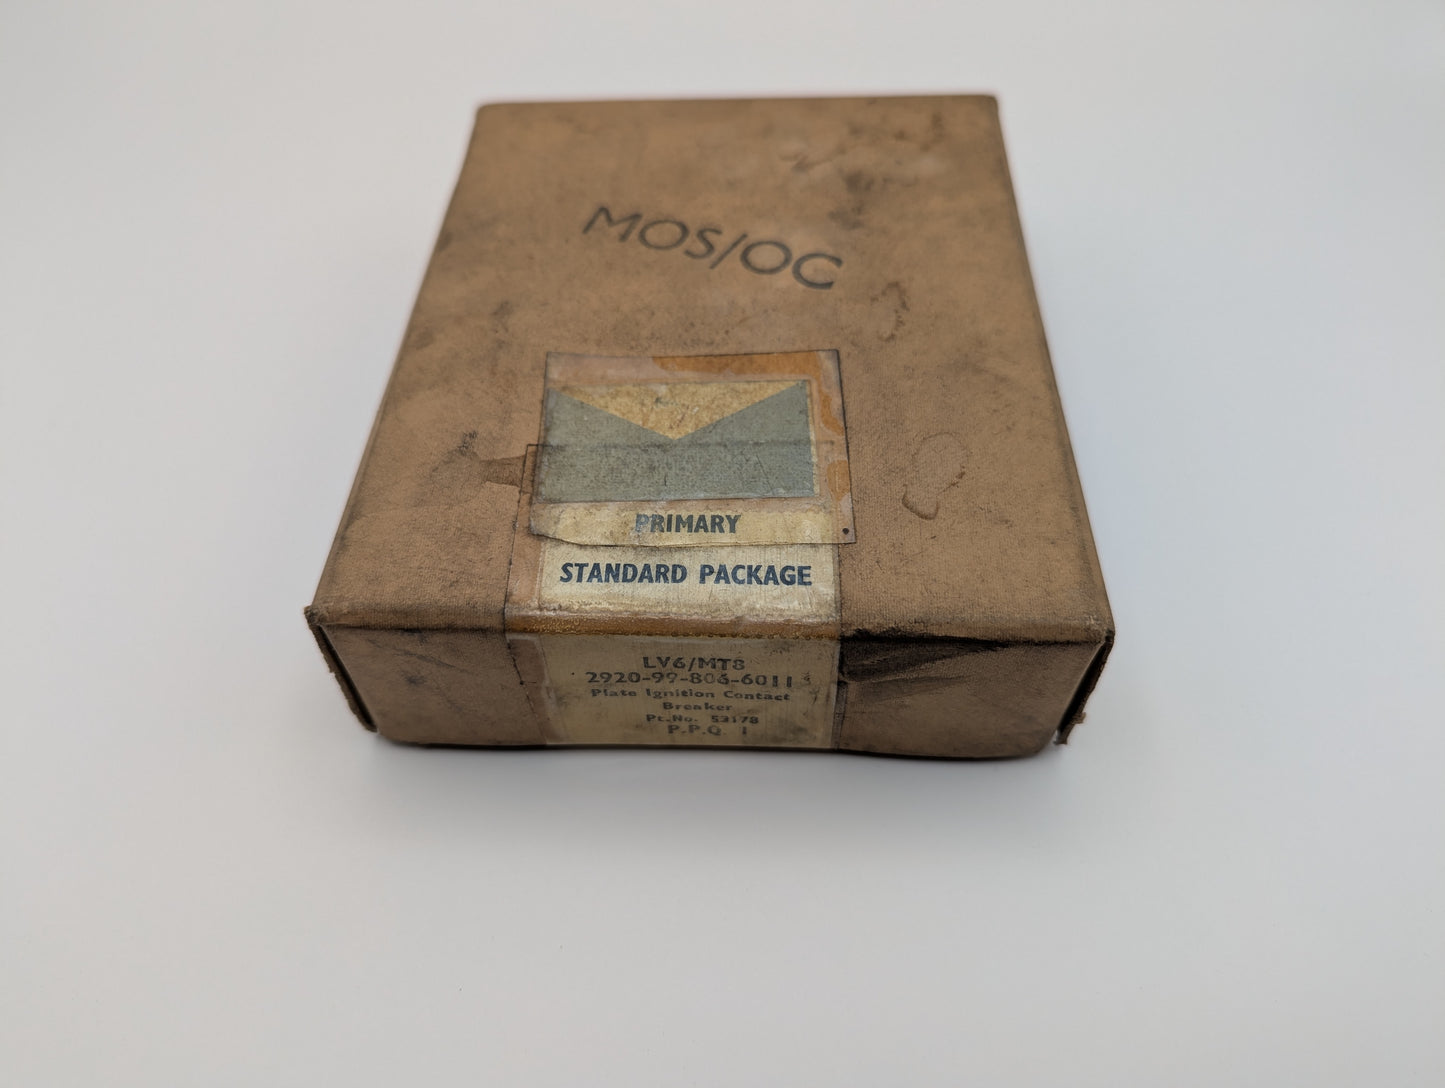 MOS/OC
PRIMARY
STANDARD PACKAGE
LV6/MT8
2920-99-806-6011
Plate Ignition Contact
Breaker
Pt.No. 53178
P.P.Q. 1